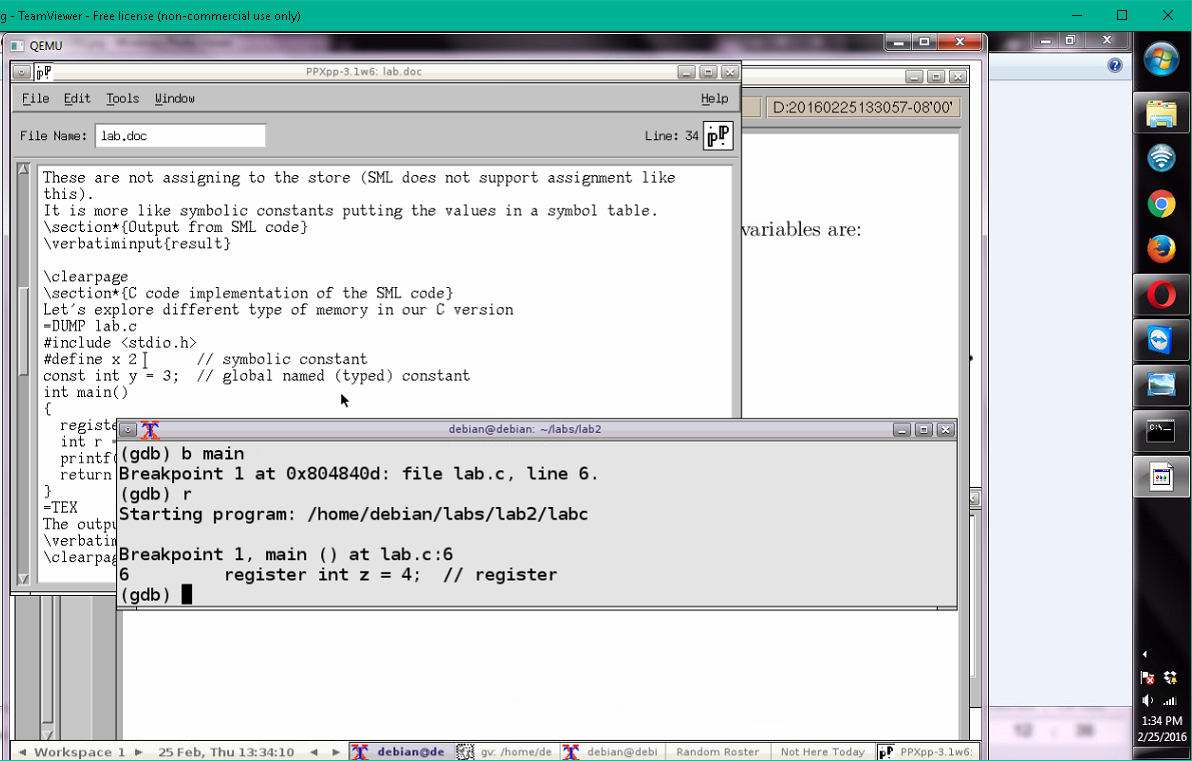 g - TeamViewer - Free license (non-commercial use only)
QEMU
PPXpp-3.1w6: lab.doc
File Edit Tools Window Help
D:20160225133057-08'00'
File Name: lab.doc Line: 34
These are not assigning to the store (SML does not support assignment like
this).
It is more like symbolic constants putting the values in a symbol table.
\section*{Output from SML code}
\verbatiminput{result}
variables are:
\clearpage
\section*{C code implementation of the SML code}
Let's explore different type of memory in our C version
=DUMP lab.c
#include <stdio.h>
#define x 2 // symbolic constant
const int y = 3; // global named (typed) constant
int main()
{
registe
int r =
printf(
return
}
=TEX
The outpu
\verbatim
\clearpag
debian@debian: ~/labs/lab2
(gdb) b main
Breakpoint 1 at 0x804840d: file lab.c, line 6.
(gdb) r
Starting program: /home/debian/labs/lab2/labc
Breakpoint 1, main () at lab.c:6
6 register int z = 4; // register
(gdb)
Workspace 1 25 Feb, Thu 13:34:10 debian@de gv: /home/de debian@debi Random Roster Not Here Today PPXpp-3.1w6:
1:34 PM
2/25/2016